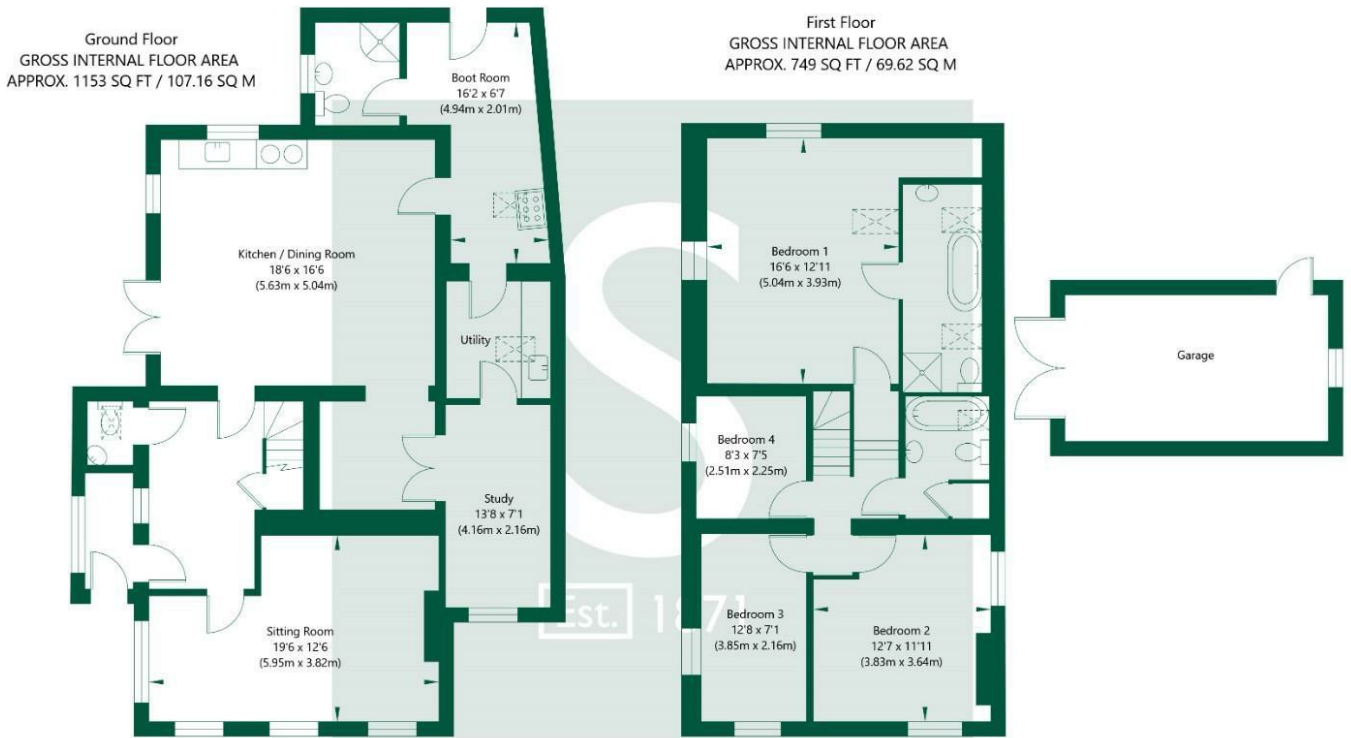 Ground Floor
GROSS INTERNAL FLOOR AREA
APPROX. 1153 SQ FT / 107.16 SQ M
First Floor
GROSS INTERNAL FLOOR AREA
APPROX. 749 SQ FT / 69.62 SQ M
Boot Room
16'2 x 6'7
(4.94m x 2.01m)
Kitchen / Dining Room
18'6 x 16'6
(5.63m x 5.04m)
Utility
Study
13'8 x 7'1
(4.16m x 2.16m)
Sitting Room
19'6 x 12'6
(5.95m x 3.82m)
Bedroom 1
16'6 x 12'11
(5.04m x 3.93m)
Bedroom 4
8'3 x 7'5
(2.51m x 2.25m)
Bedroom 3
12'8 x 7'1
(3.85m x 2.16m)
Bedroom 2
12'7 x 11'11
(3.83m x 3.64m)
Garage
S
Est. 1871